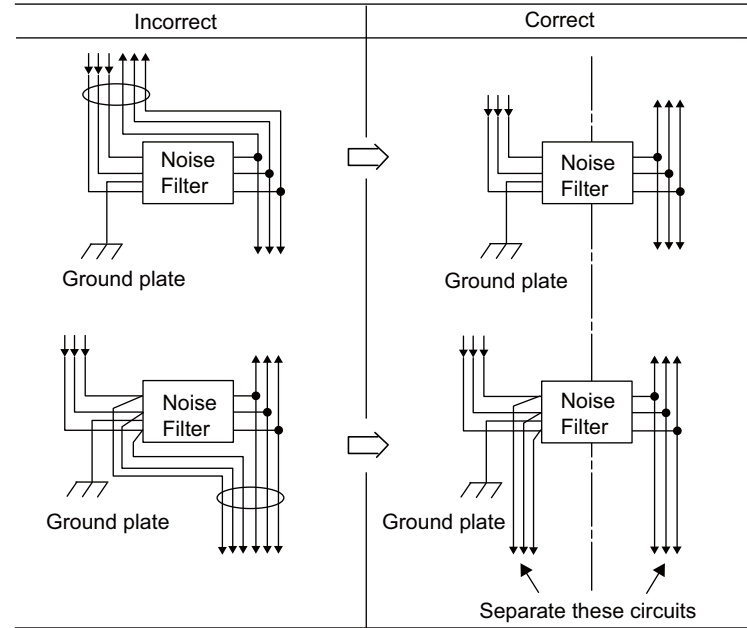 Incorrect
Correct
Noise
Filter
Ground plate
Noise
Filter
Ground plate
Noise
Filter
Ground plate
Noise
Filter
Ground plate
Separate these circuits